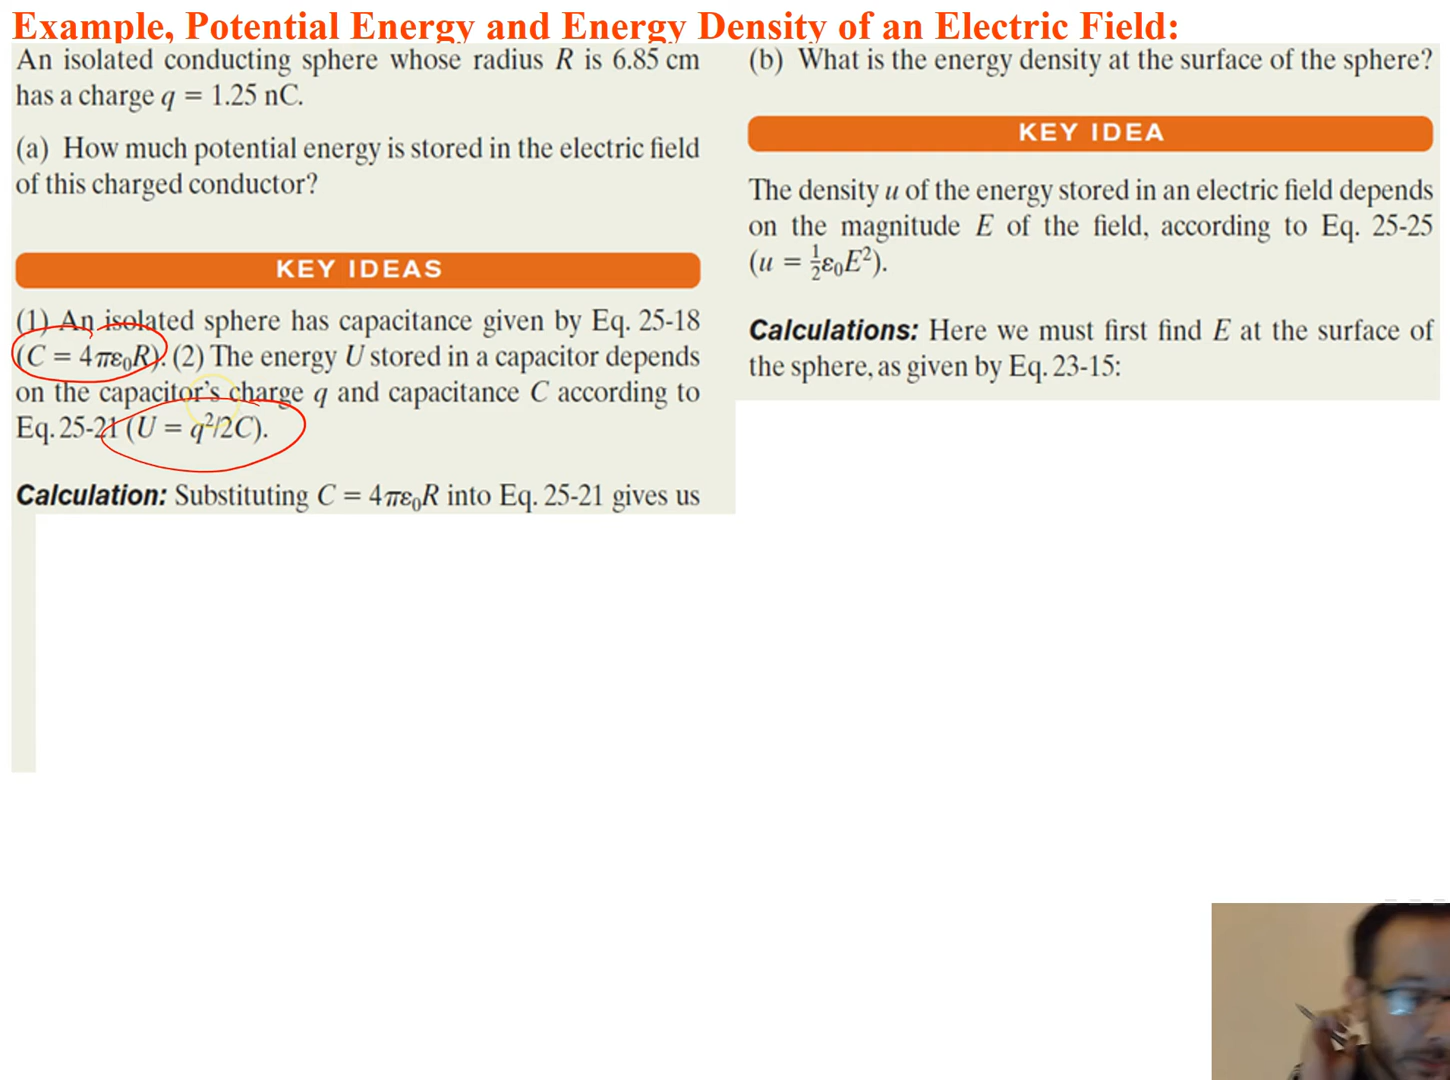 Example, Potential Energy and Energy Density of an Electric Field:
An isolated conducting sphere whose radius R is 6.85 cm
has a charge q = 1.25 nC.
(a) How much potential energy is stored in the electric field
of this charged conductor?
KEY IDEAS
(1) An isolated sphere has capacitance given by Eq. 25-18
(C = 4πε₀R). (2) The energy U stored in a capacitor depends
on the capacitor's charge q and capacitance C according to
Eq. 25-21 (U = q²/2C).
Calculation: Substituting C = 4πε₀R into Eq. 25-21 gives us
(b) What is the energy density at the surface of the sphere?
KEY IDEA
The density u of the energy stored in an electric field depends
on the magnitude E of the field, according to Eq. 25-25
(u = ½ε₀E²).
Calculations: Here we must first find E at the surface of
the sphere, as given by Eq. 23-15: